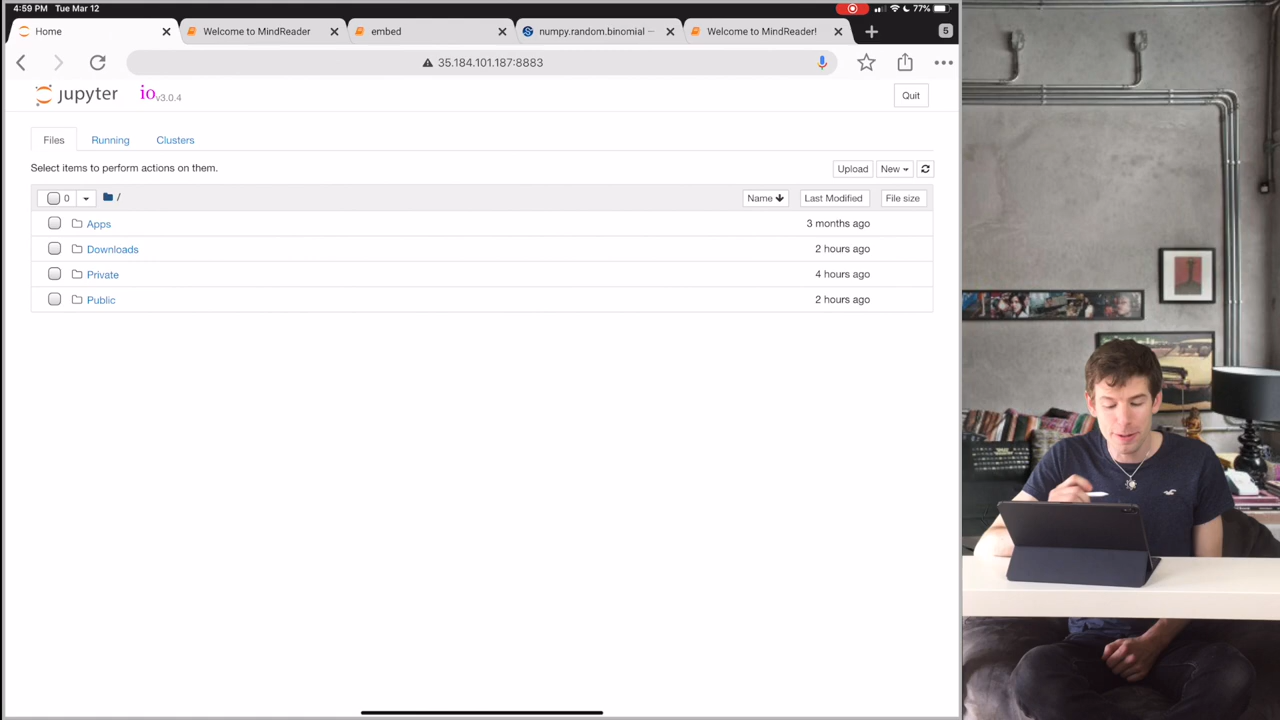 4:59 PM Tue Mar 12 77%
Home Welcome to MindReader embed numpy.random.binomial — Welcome to MindReader!
35.184.101.187:8883 5
jupyter io v3.0.4 Quit
Files Running Clusters
Select items to perform actions on them. Upload New
0 / Name Last Modified File size
Apps 3 months ago
Downloads 2 hours ago
Private 4 hours ago
Public 2 hours ago